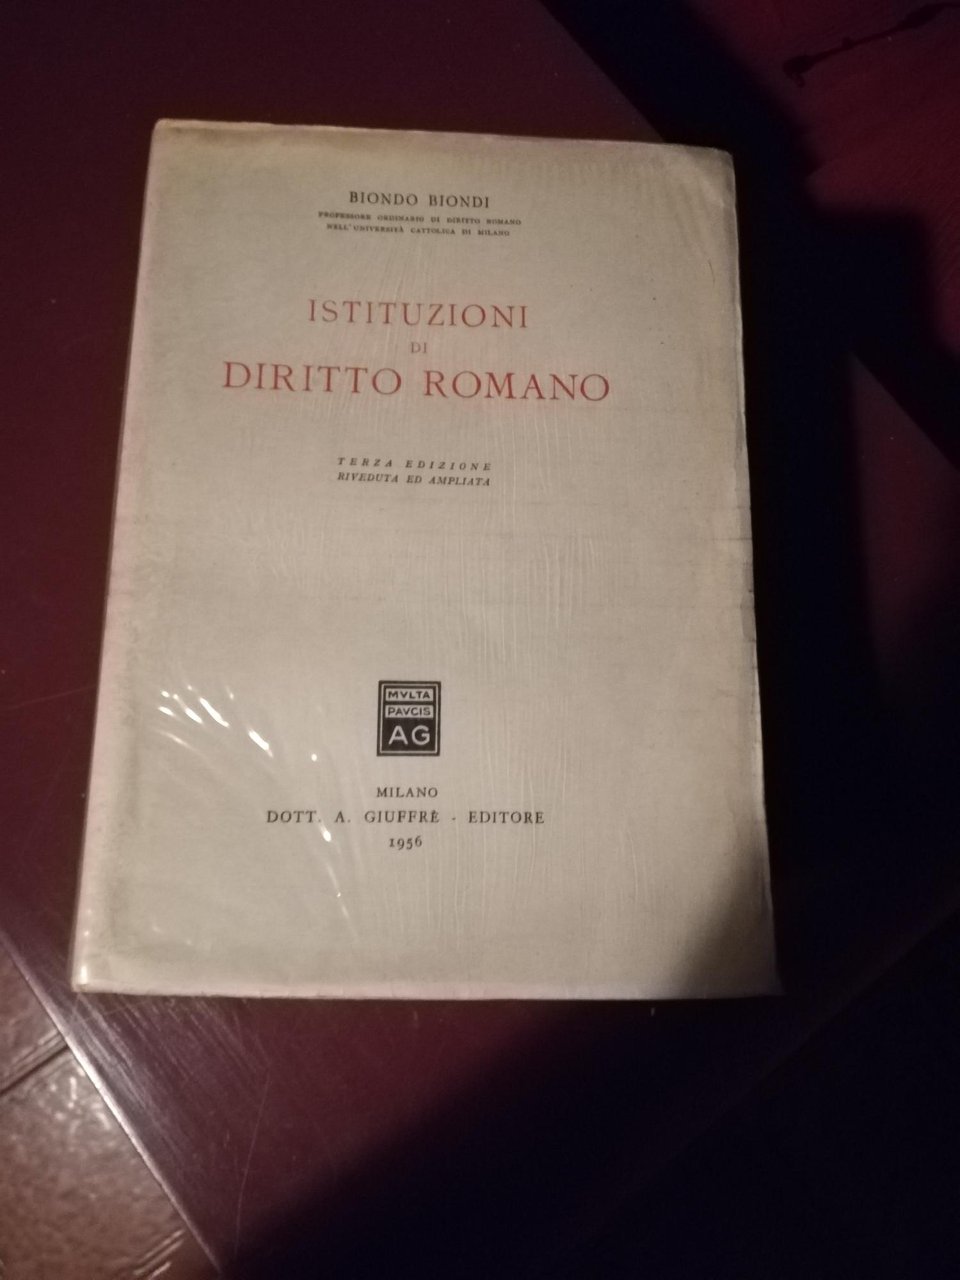 BIONDO BIONDI
PROFESSORE ORDINARIO DI DIRITTO ROMANO
NELL'UNIVERSITÀ CATTOLICA DI MILANO
ISTITUZIONI
DI
DIRITTO ROMANO
TERZA EDIZIONE
RIVEDUTA ED AMPLIATA
MVLTA
PAVCIS
AG
MILANO
DOTT. A. GIUFFRÈ - EDITORE
1956